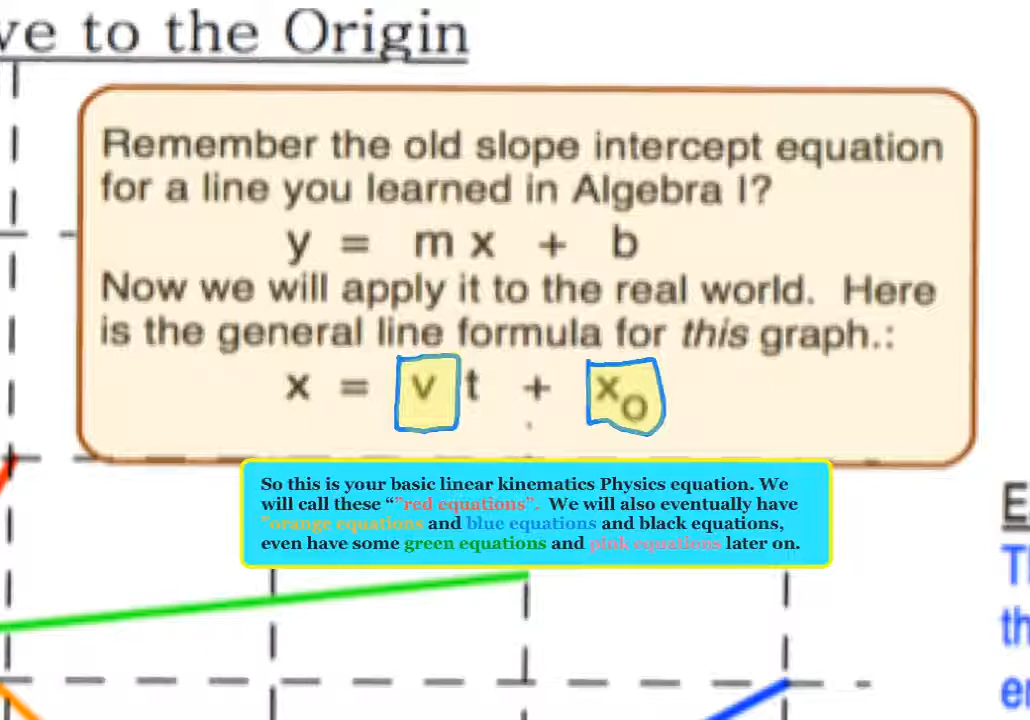 ve to the Origin
Remember the old slope intercept equation
for a line you learned in Algebra I?
y = m x + b
Now we will apply it to the real world. Here
is the general line formula for this graph.:
x = v t + x₀
So this is your basic linear kinematics Physics equation. We
will call these “”red equations”. We will also eventually have
”orange equations and blue equations and black equations,
even have some green equations and pink equations later on.
E
T
th
er